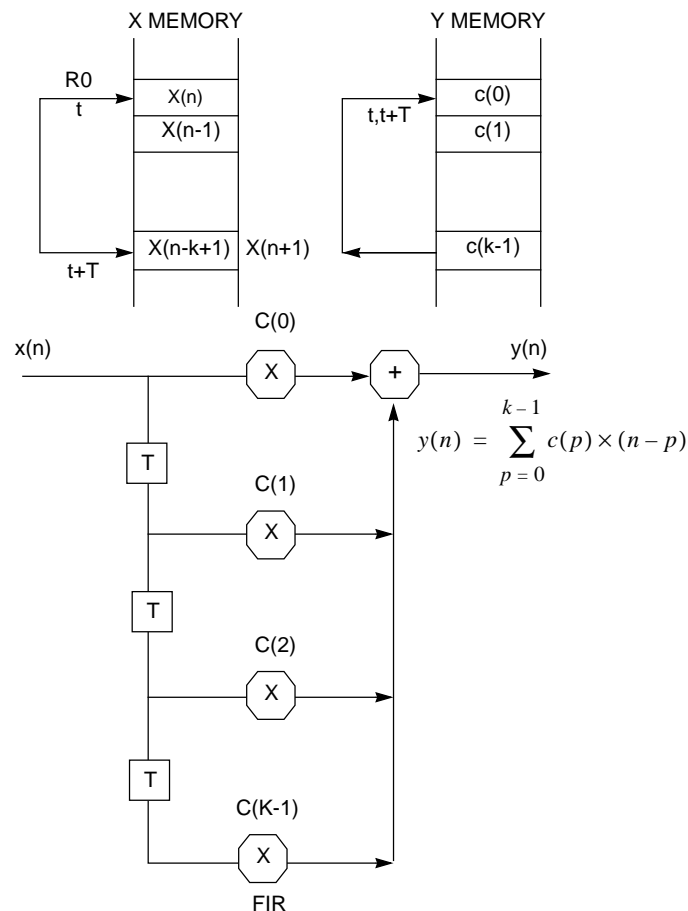 X MEMORY
Y MEMORY
R0
t
X(n)
X(n-1)
t,t+T
c(0)
c(1)
X(n-k+1)
X(n+1)
t+T
c(k-1)
C(0)
x(n)
X
+
y(n)
y(n) = k – 1 ∑ p = 0 c(p) × (n – p)
T
C(1)
X
T
C(2)
X
T
C(K-1)
X
FIR